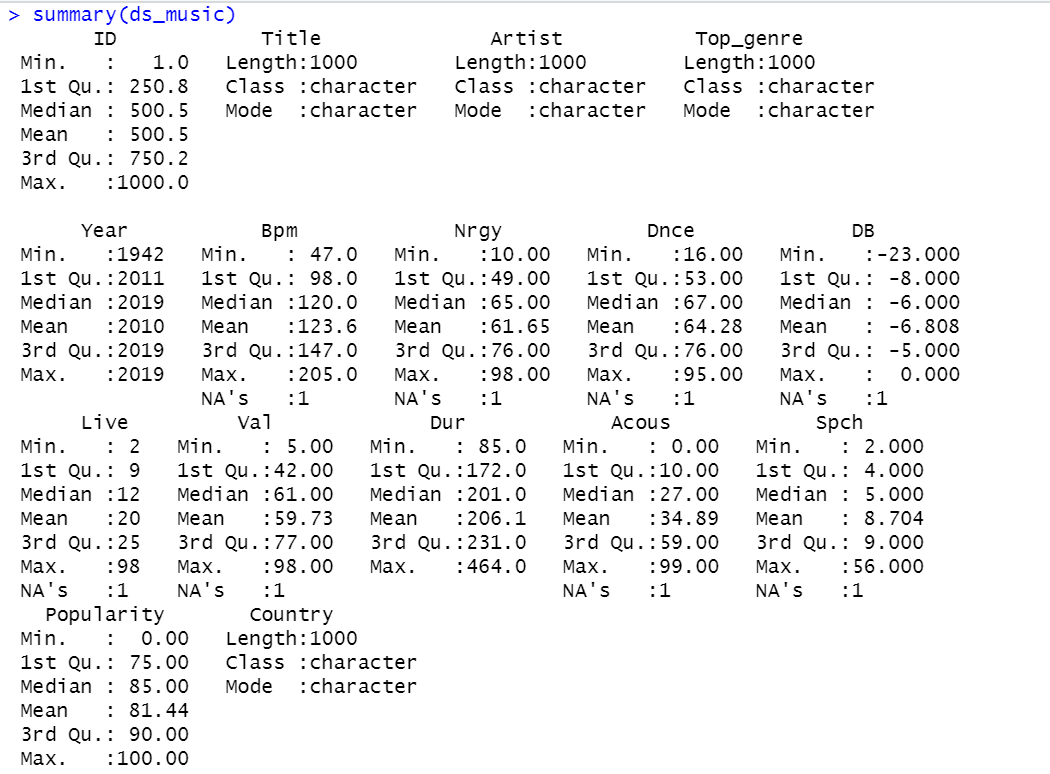 > summary(ds_music)
       ID            Title              Artist           Top_genre
 Min.   :   1.0   Length:1000        Length:1000        Length:1000
 1st Qu.: 250.8   Class :character   Class :character   Class :character
 Median : 500.5   Mode  :character   Mode  :character   Mode  :character
 Mean   : 500.5
 3rd Qu.: 750.2
 Max.   :1000.0
      Year           Bpm             Nrgy            Dnce             DB
 Min.   :1942   Min.   : 47.0   Min.   :10.00   Min.   :16.00   Min.   :-23.000
 1st Qu.:2011   1st Qu.: 98.0   1st Qu.:49.00   1st Qu.:53.00   1st Qu.: -8.000
 Median :2019   Median :120.0   Median :65.00   Median :67.00   Median : -6.000
 Mean   :2010   Mean   :123.6   Mean   :61.65   Mean   :64.28   Mean   : -6.808
 3rd Qu.:2019   3rd Qu.:147.0   3rd Qu.:76.00   3rd Qu.:76.00   3rd Qu.: -5.000
 Max.   :2019   Max.   :205.0   Max.   :98.00   Max.   :95.00   Max.   :  0.000
                NA's   :1       NA's   :1       NA's   :1       NA's   :1
      Live         Val             Dur            Acous            Spch
 Min.   : 2   Min.   : 5.00   Min.   : 85.0   Min.   : 0.00   Min.   : 2.000
 1st Qu.: 9   1st Qu.:42.00   1st Qu.:172.0   1st Qu.:10.00   1st Qu.: 4.000
 Median :12   Median :61.00   Median :201.0   Median :27.00   Median : 5.000
 Mean   :20   Mean   :59.73   Mean   :206.1   Mean   :34.89   Mean   : 8.704
 3rd Qu.:25   3rd Qu.:77.00   3rd Qu.:231.0   3rd Qu.:59.00   3rd Qu.: 9.000
 Max.   :98   Max.   :98.00   Max.   :464.0   Max.   :99.00   Max.   :56.000
 NA's   :1    NA's   :1                       NA's   :1       NA's   :1
   Popularity       Country
 Min.   :  0.00   Length:1000
 1st Qu.: 75.00   Class :character
 Median : 85.00   Mode  :character
 Mean   : 81.44
 3rd Qu.: 90.00
 Max.   :100.00